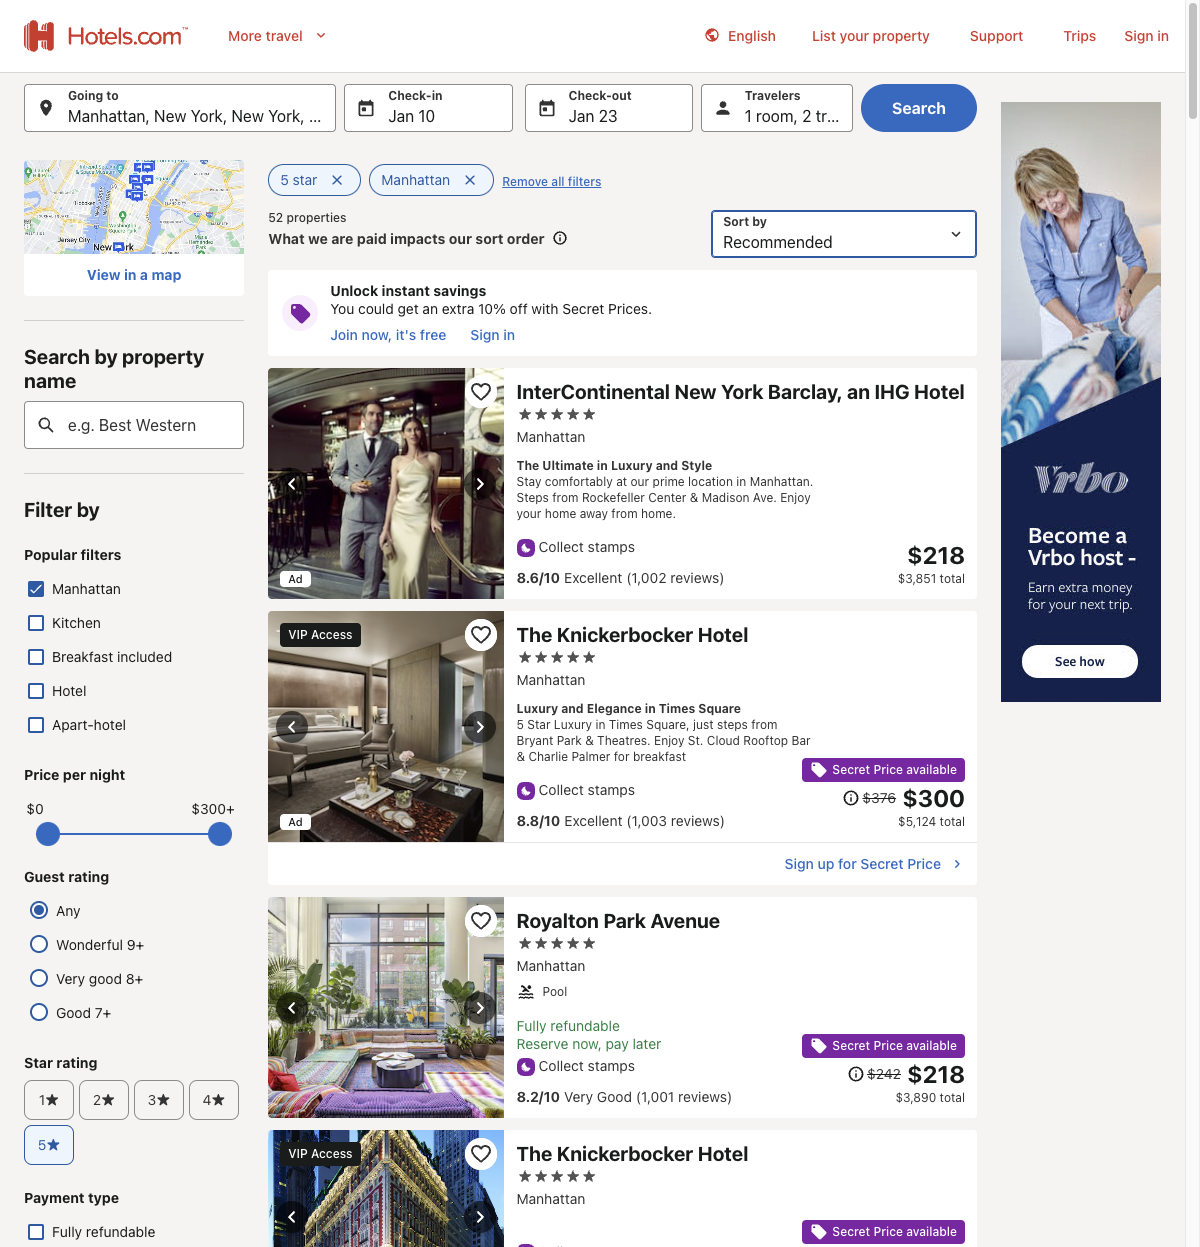 Hotels.com™
More travel
English
List your property
Support
Trips
Sign in
Going to
Manhattan, New York, New York, ...
Check-in
Jan 10
Check-out
Jan 23
Travelers
1 room, 2 tr...
Search
View in a map
5 star
Manhattan
Remove all filters
52 properties
What we are paid impacts our sort order
Sort by
Recommended
Unlock instant savings
You could get an extra 10% off with Secret Prices.
Join now, it's free
Sign in
Search by property
name
e.g. Best Western
Filter by
Popular filters
Manhattan
Kitchen
Breakfast included
Hotel
Apart-hotel
Price per night
$0
$300+
Guest rating
Any
Wonderful 9+
Very good 8+
Good 7+
Star rating
1★
2★
3★
4★
5★
Payment type
Fully refundable
InterContinental New York Barclay, an IHG Hotel
Manhattan
The Ultimate in Luxury and Style
Stay comfortably at our prime location in Manhattan.
Steps from Rockefeller Center & Madison Ave. Enjoy
your home away from home.
Collect stamps
8.6/10 Excellent (1,002 reviews)
$218
$3,851 total
Ad
VIP Access
The Knickerbocker Hotel
Manhattan
Luxury and Elegance in Times Square
5 Star Luxury in Times Square, just steps from
Bryant Park & Theatres. Enjoy St. Cloud Rooftop Bar
& Charlie Palmer for breakfast
Secret Price available
Collect stamps
$376 $300
8.8/10 Excellent (1,003 reviews)
$5,124 total
Ad
Sign up for Secret Price
Royalton Park Avenue
Manhattan
Pool
Fully refundable
Reserve now, pay later
Secret Price available
Collect stamps
$242 $218
8.2/10 Very Good (1,001 reviews)
$3,890 total
VIP Access
The Knickerbocker Hotel
Manhattan
Secret Price available
Vrbo
Become a
Vrbo host -
Earn extra money
for your next trip.
See how